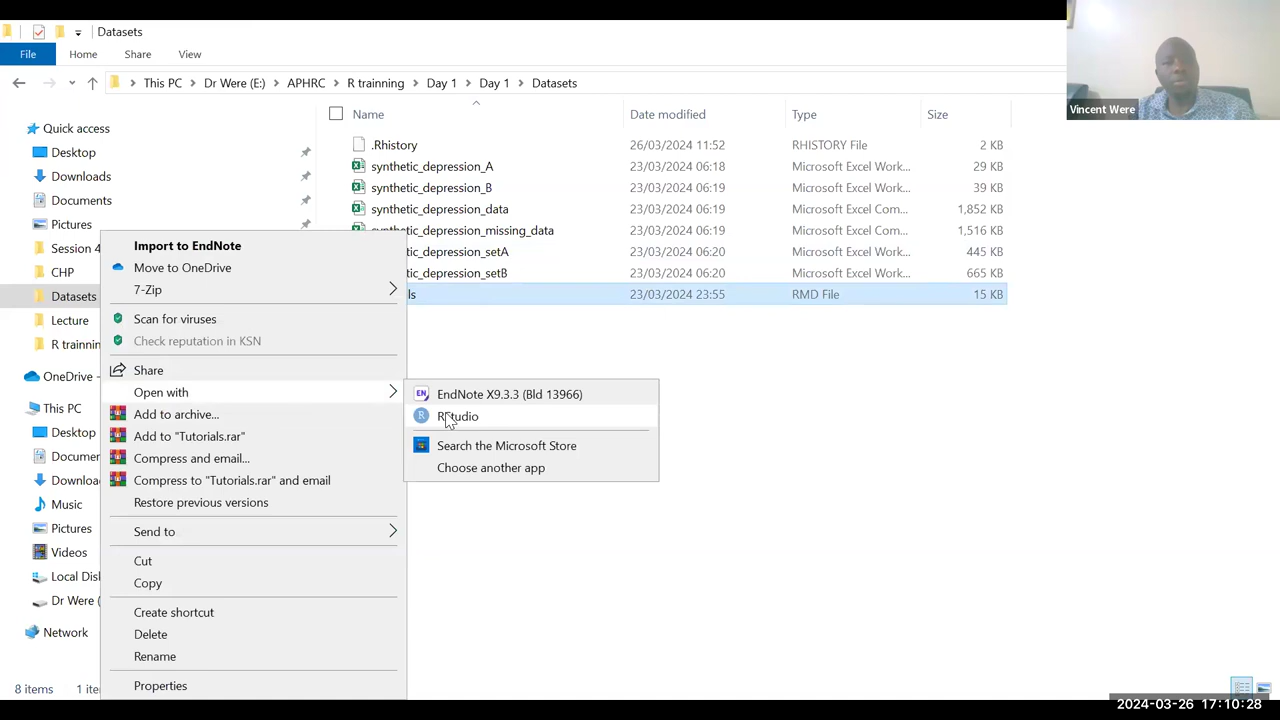 Datasets
File Home Share View
This PC Dr Were (E:) APHRC R trainning Day 1 Day 1 Datasets
Name Date modified Type Size
Quick access
Desktop
Downloads
Documents
Pictures
Session 4
CHP
Datasets
Lecture
R trainnin
OneDrive -
This PC
Desktop
Documer
Downloa
Music
Pictures
Videos
Local Disk
Dr Were (
Network
.Rhistory 26/03/2024 11:52 RHISTORY File 2 KB
synthetic_depression_A 23/03/2024 06:18 Microsoft Excel Work... 29 KB
synthetic_depression_B 23/03/2024 06:19 Microsoft Excel Work... 39 KB
synthetic_depression_data 23/03/2024 06:19 Microsoft Excel Com... 1,852 KB
synthetic_depression_missing_data 23/03/2024 06:19 Microsoft Excel Com... 1,516 KB
etic_depression_setA 23/03/2024 06:20 Microsoft Excel Work... 445 KB
etic_depression_setB 23/03/2024 06:20 Microsoft Excel Work... 665 KB
ls 23/03/2024 23:55 RMD File 15 KB
Import to EndNote
Move to OneDrive
7-Zip
Scan for viruses
Check reputation in KSN
Share
Open with
Add to archive...
Add to "Tutorials.rar"
Compress and email...
Compress to "Tutorials.rar" and email
Restore previous versions
Send to
Cut
Copy
Create shortcut
Delete
Rename
Properties
EN EndNote X9.3.3 (Bld 13966)
R RStudio
Search the Microsoft Store
Choose another app
8 items 1 ite
Vincent Were
2024-03-26 17:10:28